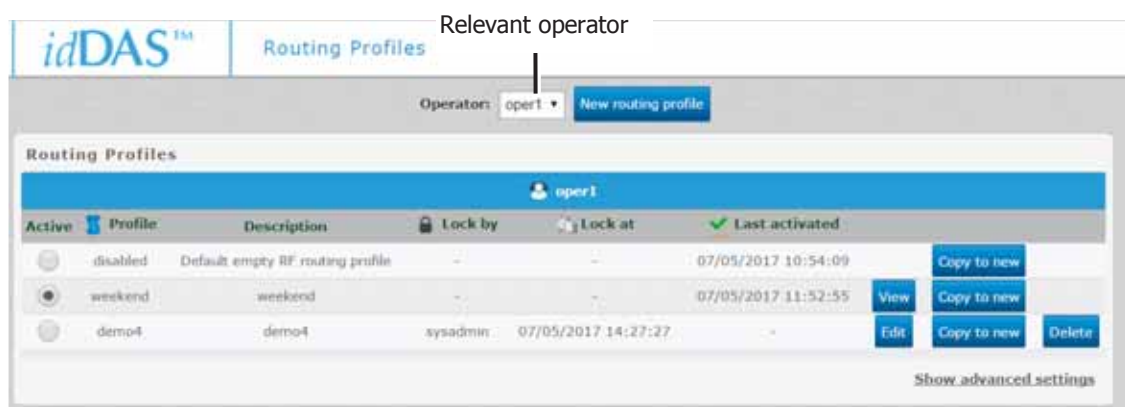 Relevant operator
idDAS™ Routing Profiles
Operator: oper1 New routing profile
Routing Profiles
oper1
Active Profile Description Lock by Lock at Last activated
disabled Default empty RF routing profile - - 07/05/2017 10:54:09 Copy to new
weekend weekend - - 07/05/2017 11:52:55 View Copy to new
demo4 demo4 sysadmin 07/05/2017 14:27:27 - Edit Copy to new Delete
Show advanced settings